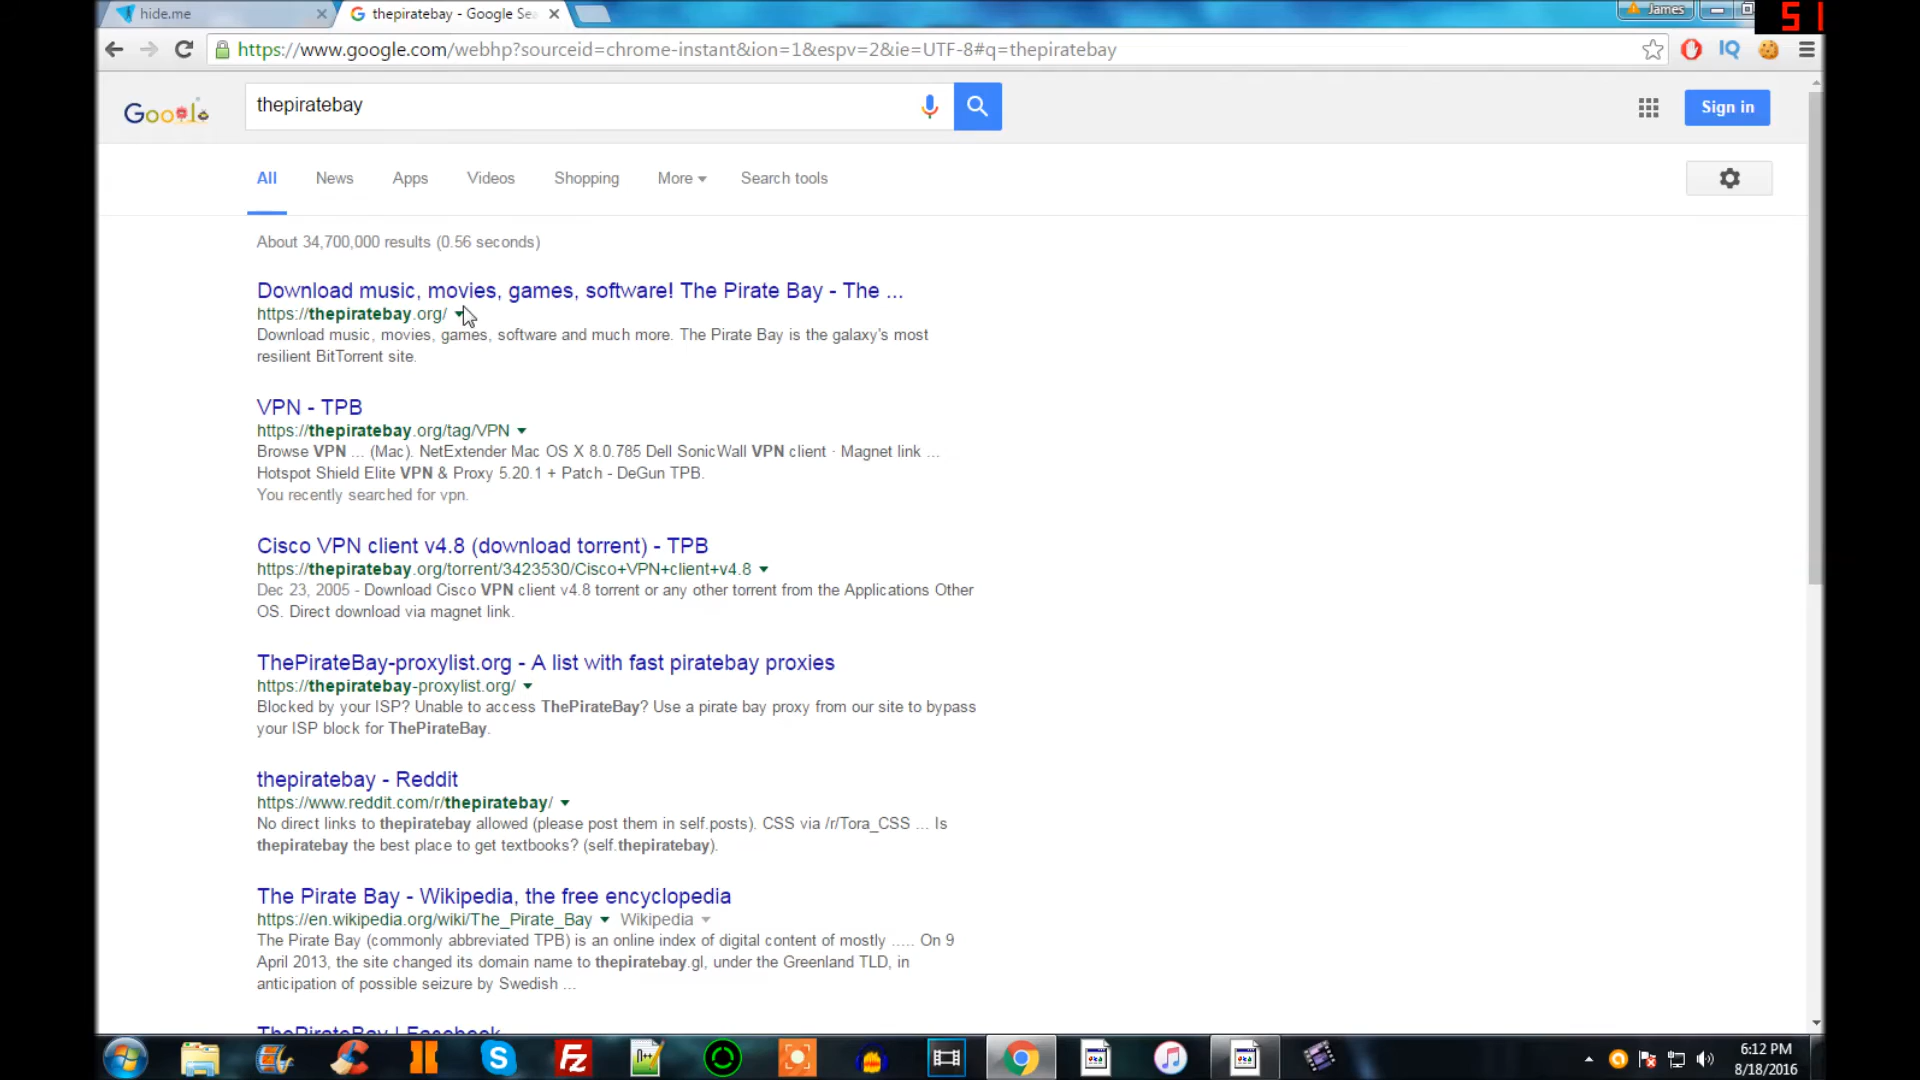 hide.me
thepiratebay - Google Sea
James
51
https://www.google.com/webhp?sourceid=chrome-instant&ion=1&espv=2&ie=UTF-8#q=thepiratebay
IQ
Google
thepiratebay
Sign in
All News Apps Videos Shopping More Search tools
About 34,700,000 results (0.56 seconds)
Download music, movies, games, software! The Pirate Bay - The ...
https://thepiratebay.org/
Download music, movies, games, software and much more. The Pirate Bay is the galaxy's most
resilient BitTorrent site.
VPN - TPB
https://thepiratebay.org/tag/VPN
Browse VPN ... (Mac). NetExtender Mac OS X 8.0.785 Dell SonicWall VPN client · Magnet link ...
Hotspot Shield Elite VPN & Proxy 5.20.1 + Patch - DeGun TPB.
You recently searched for vpn.
Cisco VPN client v4.8 (download torrent) - TPB
https://thepiratebay.org/torrent/3423530/Cisco+VPN+client+v4.8
Dec 23, 2005 - Download Cisco VPN client v4.8 torrent or any other torrent from the Applications Other
OS. Direct download via magnet link.
ThePirateBay-proxylist.org - A list with fast piratebay proxies
https://thepiratebay-proxylist.org/
Blocked by your ISP? Unable to access ThePirateBay? Use a pirate bay proxy from our site to bypass
your ISP block for ThePirateBay.
thepiratebay - Reddit
https://www.reddit.com/r/thepiratebay/
No direct links to thepiratebay allowed (please post them in self.posts). CSS via /r/Tora_CSS ... Is
thepiratebay the best place to get textbooks? (self.thepiratebay).
The Pirate Bay - Wikipedia, the free encyclopedia
https://en.wikipedia.org/wiki/The_Pirate_Bay Wikipedia
The Pirate Bay (commonly abbreviated TPB) is an online index of digital content of mostly ..... On 9
April 2013, the site changed its domain name to thepiratebay.gl, under the Greenland TLD, in
anticipation of possible seizure by Swedish ...
ThePirateBay | Facebook
6:12 PM
8/18/2016